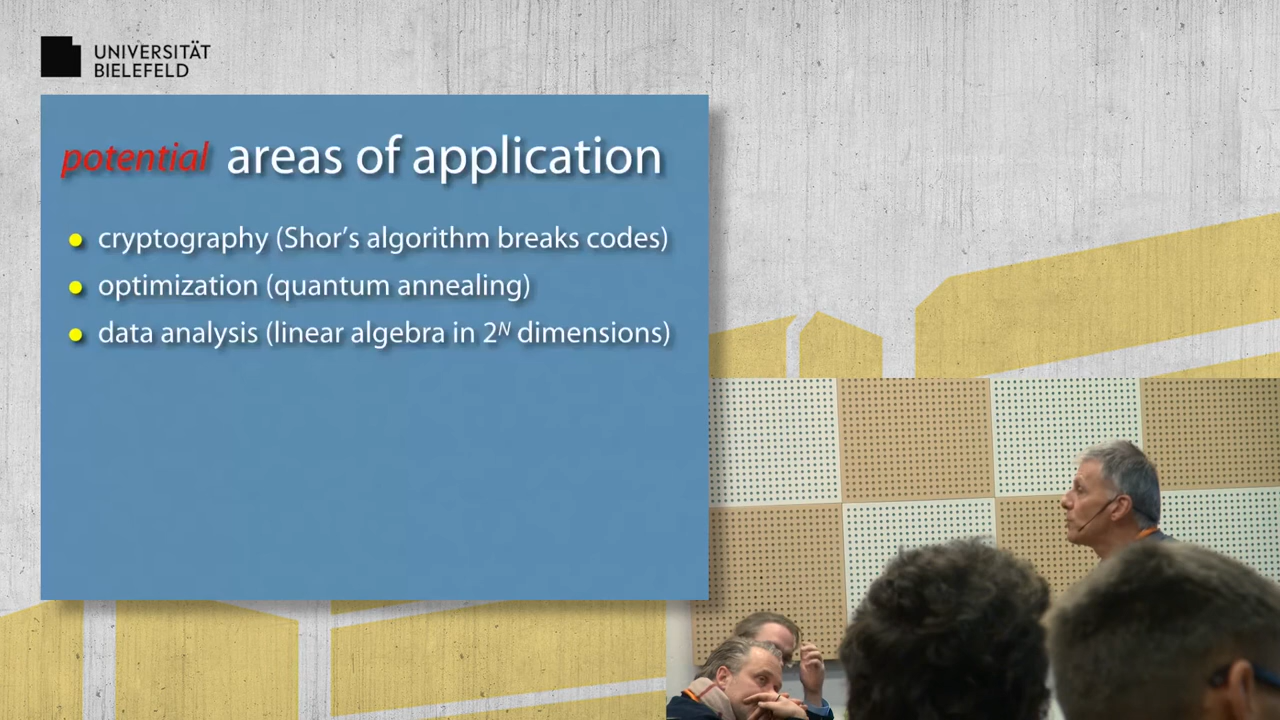 UNIVERSITÄT
BIELEFELD
potential areas of application
cryptography (Shor's algorithm breaks codes)
optimization (quantum annealing)
data analysis (linear algebra in 2ᴺ dimensions)